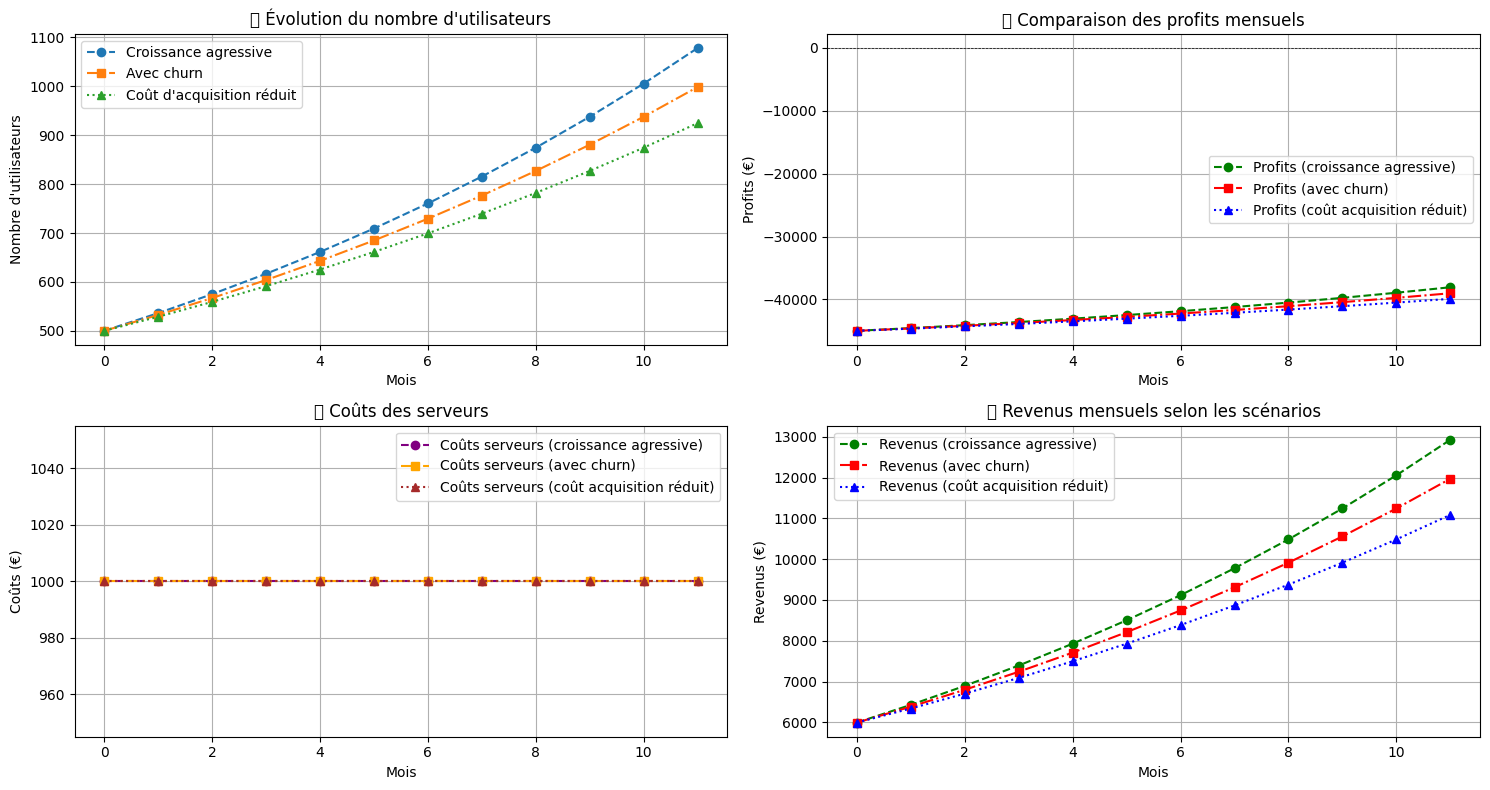 Évolution du nombre d'utilisateurs
1100
1000
900
800
700
600
500
Nombre d'utilisateurs
Croissance agressive
Avec churn
Coût d'acquisition réduit
0 2 4 6 8 10
Mois
Comparaison des profits mensuels
0
−10000
−20000
−30000
−40000
Profits (€)
Profits (croissance agressive)
Profits (avec churn)
Profits (coût acquisition réduit)
0 2 4 6 8 10
Mois
Coûts des serveurs
1040
1020
1000
980
960
Coûts (€)
Coûts serveurs (croissance agressive)
Coûts serveurs (avec churn)
Coûts serveurs (coût acquisition réduit)
0 2 4 6 8 10
Mois
Revenus mensuels selon les scénarios
13000
12000
11000
10000
9000
8000
7000
6000
Revenus (€)
Revenus (croissance agressive)
Revenus (avec churn)
Revenus (coût acquisition réduit)
0 2 4 6 8 10
Mois